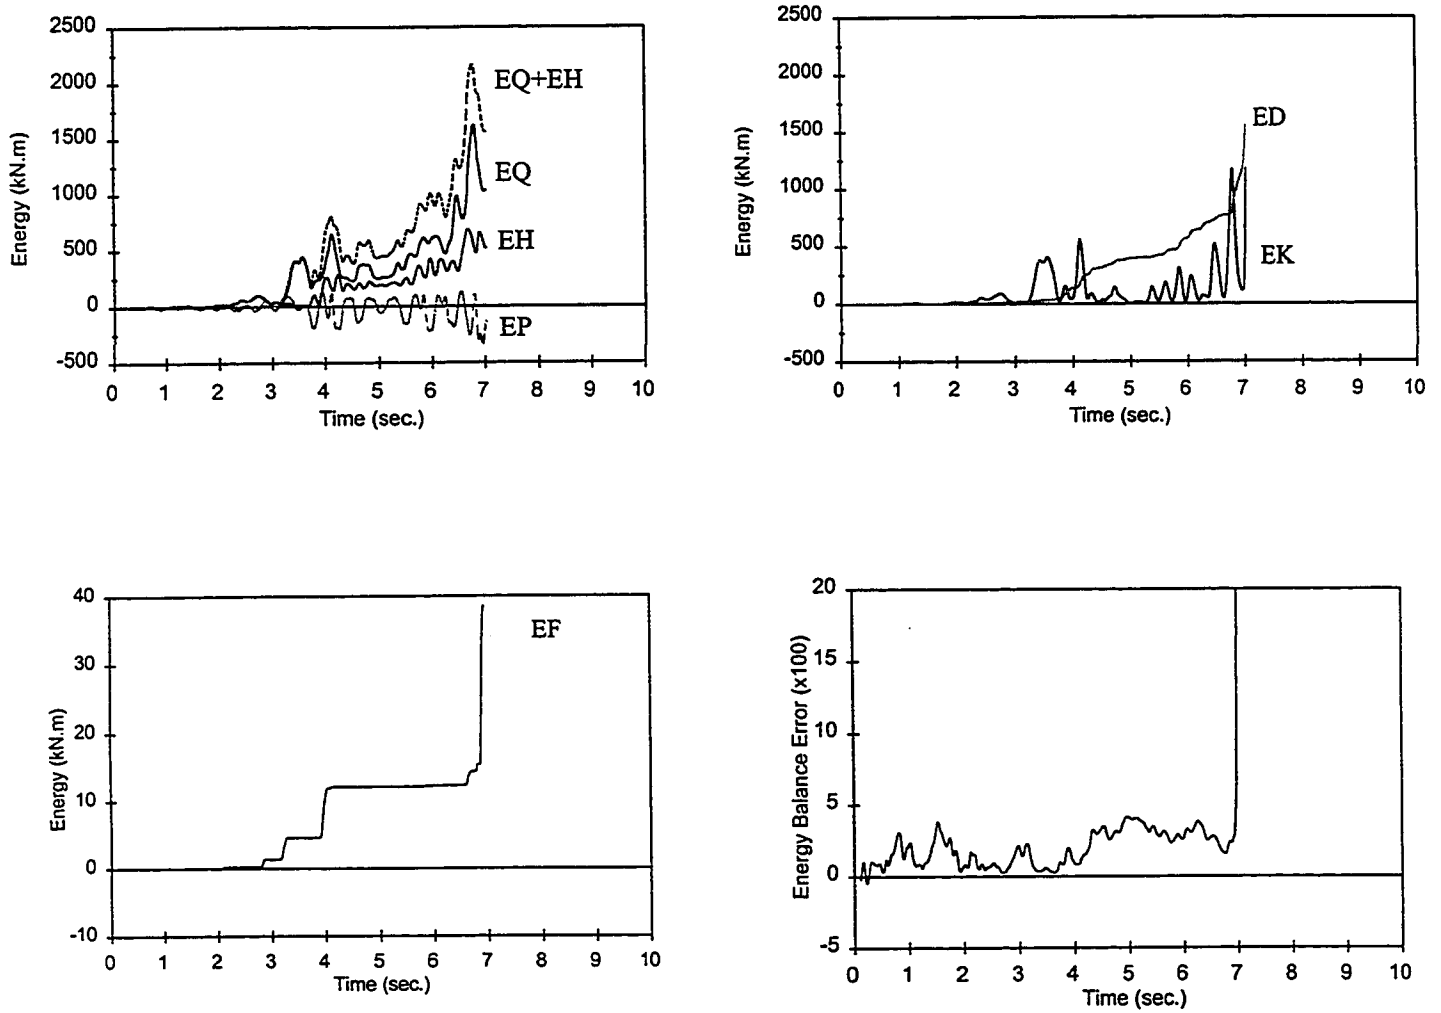 2500
2000
1500
1000
500
0
-500
Energy (kN.m)
EQ+EH
EQ
EH
EP
0 1 2 3 4 5 6 7 8 9 10
Time (sec.)
2500
2000
1500
1000
500
0
-500
Energy (kN.m)
ED
EK
0 1 2 3 4 5 6 7 8 9 10
Time (sec.)
40
30
20
10
0
-10
Energy (kN.m)
EF
0 1 2 3 4 5 6 7 8 9 10
Time (sec.)
20
15
10
5
0
-5
Energy Balance Error (x100)
0 1 2 3 4 5 6 7 8 9 10
Time (sec.)